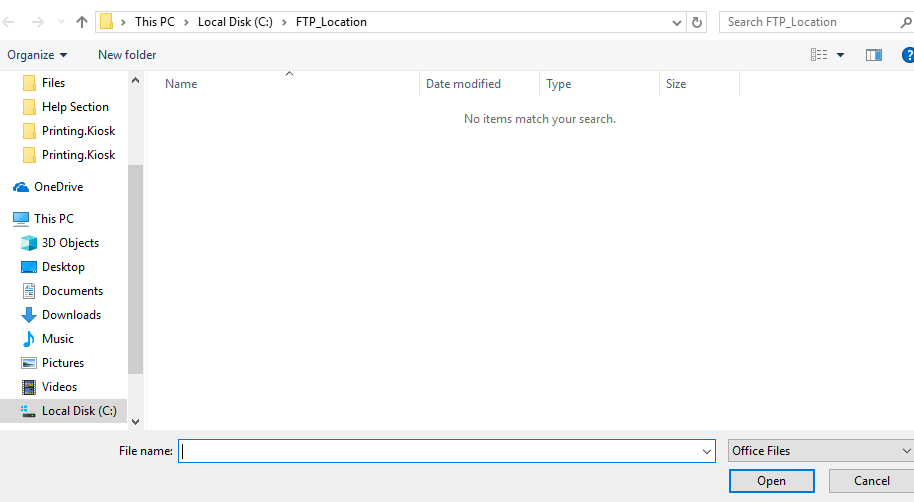 This PC > Local Disk (C:) > FTP_Location
Search FTP_Location
Organize
New folder
Files
Help Section
Printing.Kiosk
Printing.Kiosk
OneDrive
This PC
3D Objects
Desktop
Documents
Downloads
Music
Pictures
Videos
Local Disk (C:)
Name Date modified Type Size
No items match your search.
File name:
Office Files
Open Cancel